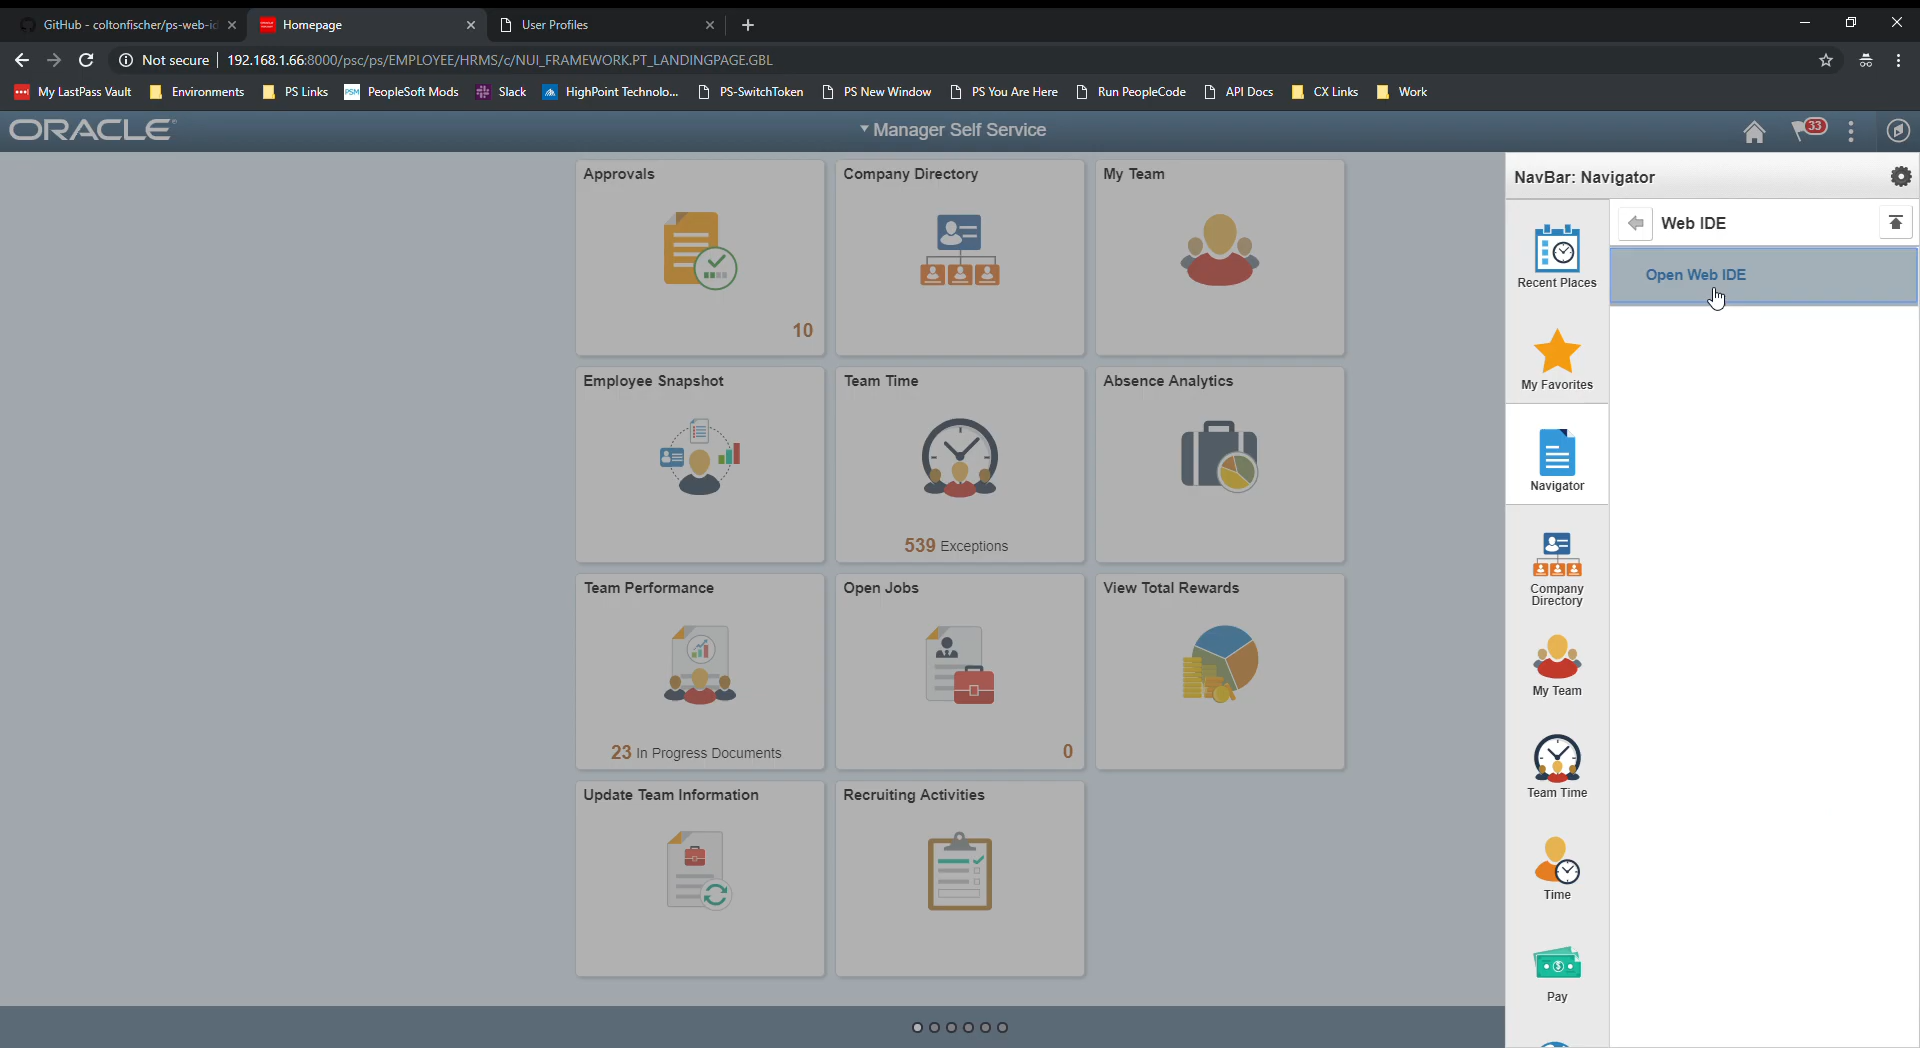 GitHub - coltonfischer/ps-web-id
Homepage
User Profiles
Not secure
192.168.1.66:8000/psc/ps/EMPLOYEE/HRMS/c/NUI_FRAMEWORK.PT_LANDINGPAGE.GBL
My LastPass Vault
Environments
PS Links
PSM
PeopleSoft Mods
Slack
HighPoint Technolo...
PS-SwitchToken
PS New Window
PS You Are Here
Run PeopleCode
API Docs
CX Links
Work
ORACLE
Manager Self Service
33
Approvals
10
Company Directory
My Team
Employee Snapshot
Team Time
539 Exceptions
Absence Analytics
Team Performance
23 In Progress Documents
Open Jobs
0
View Total Rewards
Update Team Information
Recruiting Activities
NavBar: Navigator
Recent Places
My Favorites
Navigator
Company
Directory
My Team
Team Time
Time
Pay
Web IDE
Open Web IDE